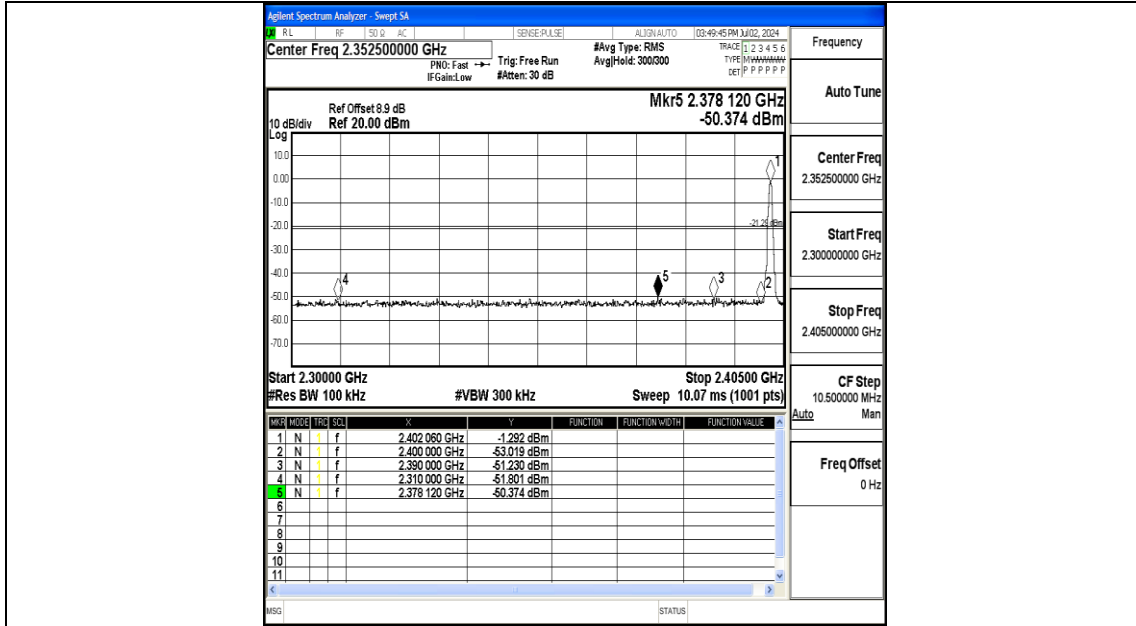 Agilent Spectrum Analyzer - Swept SA
RL RF 50 Ω AC SENSE:PULSE ALIGNAUTO 03:49:45 PM Jul 02, 2024
Center Freq 2.352500000 GHz
PNO: Fast
IFGain:Low
Trig: Free Run
#Atten: 30 dB
#Avg Type: RMS
Avg|Hold: 300/300
TRACE 1 2 3 4 5 6
TYPE
DET P P P P P P
Ref Offset 8.9 dB
10 dB/div Ref 20.00 dBm
Log
Mkr5 2.378 120 GHz
-50.374 dBm
10.0
0.00
-10.0
-20.0
-30.0
-40.0
-50.0
-60.0
-70.0
1
-21.29 dBm
4
5
3
2
Start 2.30000 GHz Stop 2.40500 GHz
#Res BW 100 kHz #VBW 300 kHz Sweep 10.07 ms (1001 pts)
MKR MODE TRC SCL X Y FUNCTION FUNCTION WIDTH FUNCTION VALUE
1 N 1 f 2.402 060 GHz -1.292 dBm
2 N 1 f 2.400 000 GHz -53.019 dBm
3 N 1 f 2.390 000 GHz -51.230 dBm
4 N 1 f 2.310 000 GHz -51.801 dBm
5 N 1 f 2.378 120 GHz -50.374 dBm
6
7
8
9
10
11
MSG STATUS
Frequency
Auto Tune
Center Freq
2.352500000 GHz
Start Freq
2.300000000 GHz
Stop Freq
2.405000000 GHz
CF Step
10.500000 MHz
Auto Man
Freq Offset
0 Hz